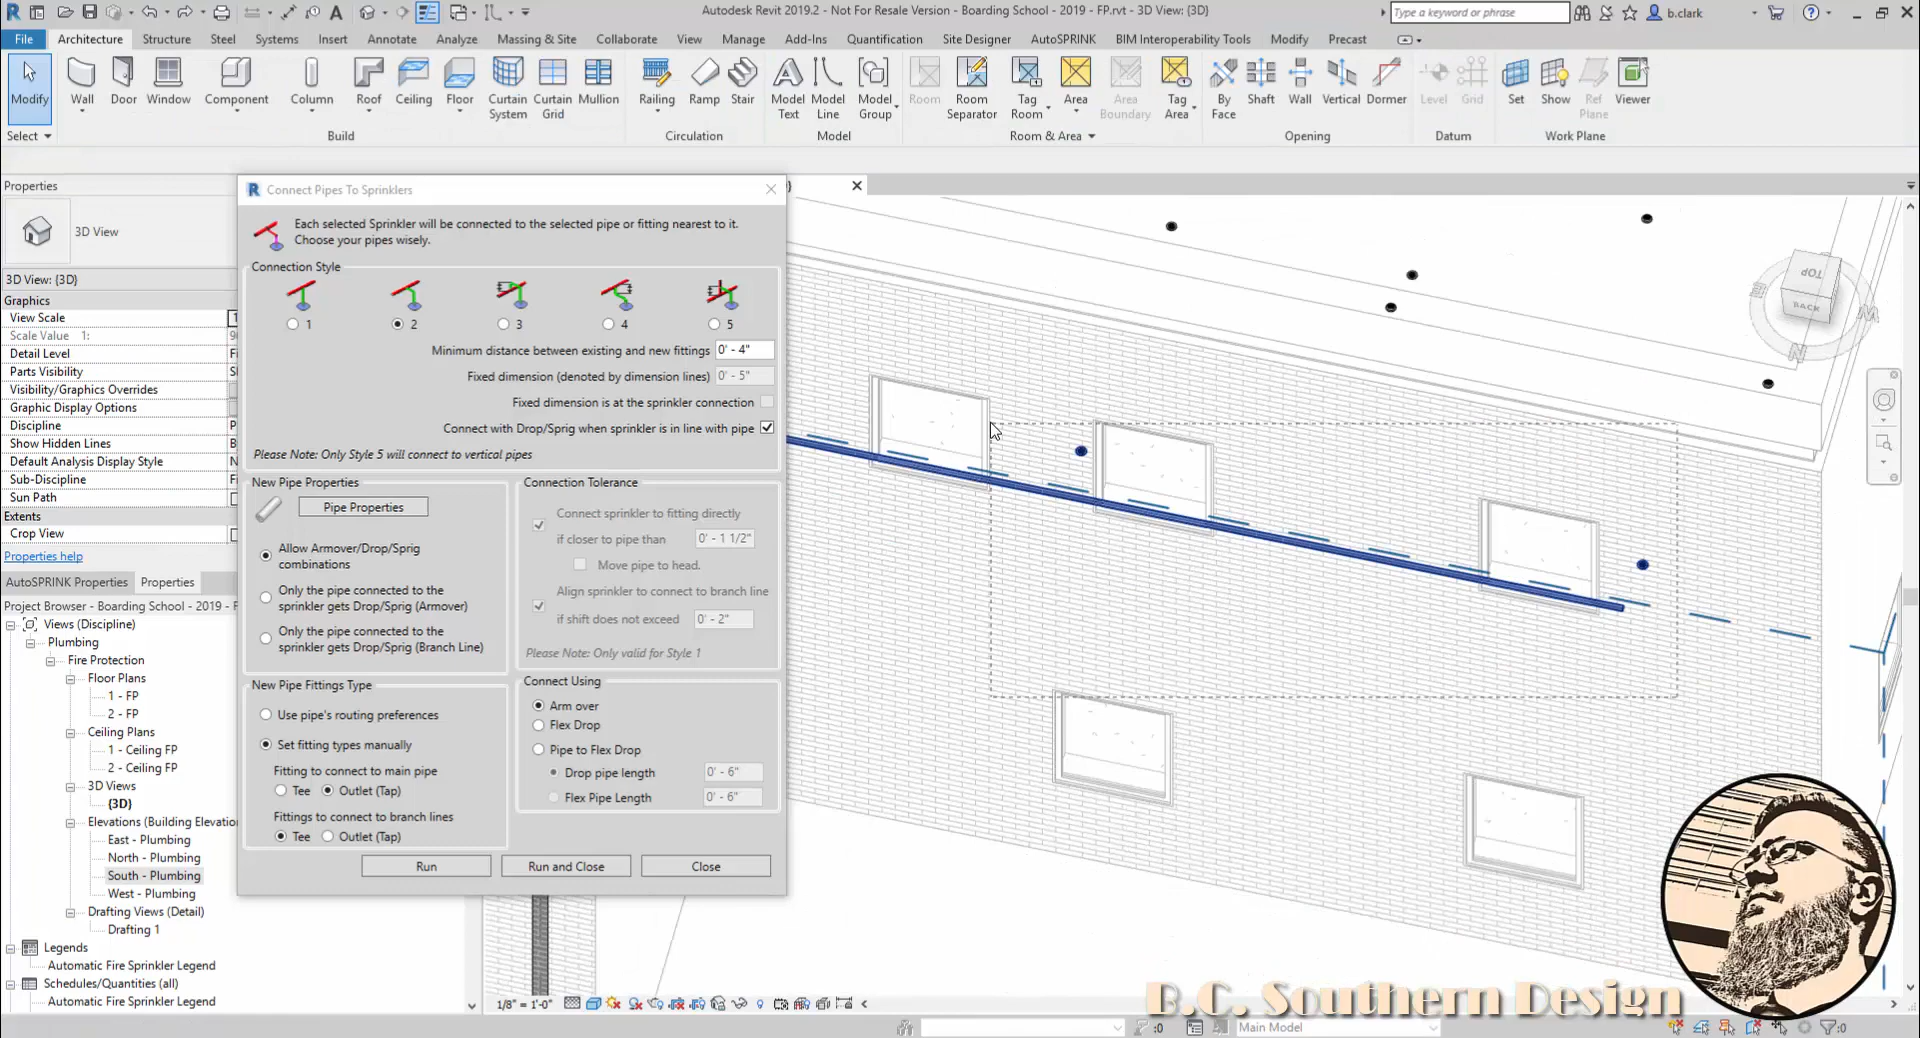 Autodesk Revit 2019.2 - Not For Resale Version - Boarding School - 2019 - FP.rvt - 3D View: {3D}
Type a keyword or phrase
b.clark
File Architecture Structure Steel Systems Insert Annotate Analyze Massing & Site Collaborate View Manage Add-Ins Quantification Site Designer AutoSPRINK BIM Interoperability Tools Modify Precast
Modify Wall Door Window Component Column Roof Ceiling Floor Curtain System Curtain Grid Mullion Railing Ramp Stair Model Text Model Line Model Group Room Room Separator Tag Room Area Area Boundary Tag Area By Face Shaft Wall Vertical Dormer Level Grid Set Show Ref Plane Viewer
Select Build Circulation Model Room & Area Opening Datum Work Plane
Properties
3D View
3D View: {3D}
Graphics
View Scale
Scale Value 1:
Detail Level
Parts Visibility
Visibility/Graphics Overrides
Graphic Display Options
Discipline
Show Hidden Lines
Default Analysis Display Style
Sub-Discipline
Sun Path
Extents
Crop View
Properties help
AutoSPRINK Properties Properties
Project Browser - Boarding School - 2019 - F
Views (Discipline)
Plumbing
Fire Protection
Floor Plans
1 - FP
2 - FP
Ceiling Plans
1 - Ceiling FP
2 - Ceiling FP
3D Views
{3D}
Elevations (Building Elevatio
East - Plumbing
North - Plumbing
South - Plumbing
West - Plumbing
Drafting Views (Detail)
Drafting 1
Legends
Automatic Fire Sprinkler Legend
Schedules/Quantities (all)
Automatic Fire Sprinkler Legend
Connect Pipes To Sprinklers
Each selected Sprinkler will be connected to the selected pipe or fitting nearest to it.
Choose your pipes wisely.
Connection Style
1 2 3 4 5
Minimum distance between existing and new fittings 0' - 4"
Fixed dimension (denoted by dimension lines) 0' - 5"
Fixed dimension is at the sprinkler connection
Connect with Drop/Sprig when sprinkler is in line with pipe
Please Note: Only Style 5 will connect to vertical pipes
New Pipe Properties
Pipe Properties
Allow Armover/Drop/Sprig
combinations
Only the pipe connected to the
sprinkler gets Drop/Sprig (Armover)
Only the pipe connected to the
sprinkler gets Drop/Sprig (Branch Line)
Connection Tolerance
Connect sprinkler to fitting directly
if closer to pipe than 0' - 1 1/2"
Move pipe to head.
Align sprinkler to connect to branch line
if shift does not exceed 0' - 2"
Please Note: Only valid for Style 1
New Pipe Fittings Type
Use pipe's routing preferences
Set fitting types manually
Fitting to connect to main pipe
Tee Outlet (Tap)
Fittings to connect to branch lines
Tee Outlet (Tap)
Connect Using
Arm over
Flex Drop
Pipe to Flex Drop
Drop pipe length 0' - 6"
Flex Pipe Length 0' - 6"
Run Run and Close Close
TOP
BACK
N
W
E
1/8" = 1'-0"
B.C. Southern Design
:0 Main Model :0